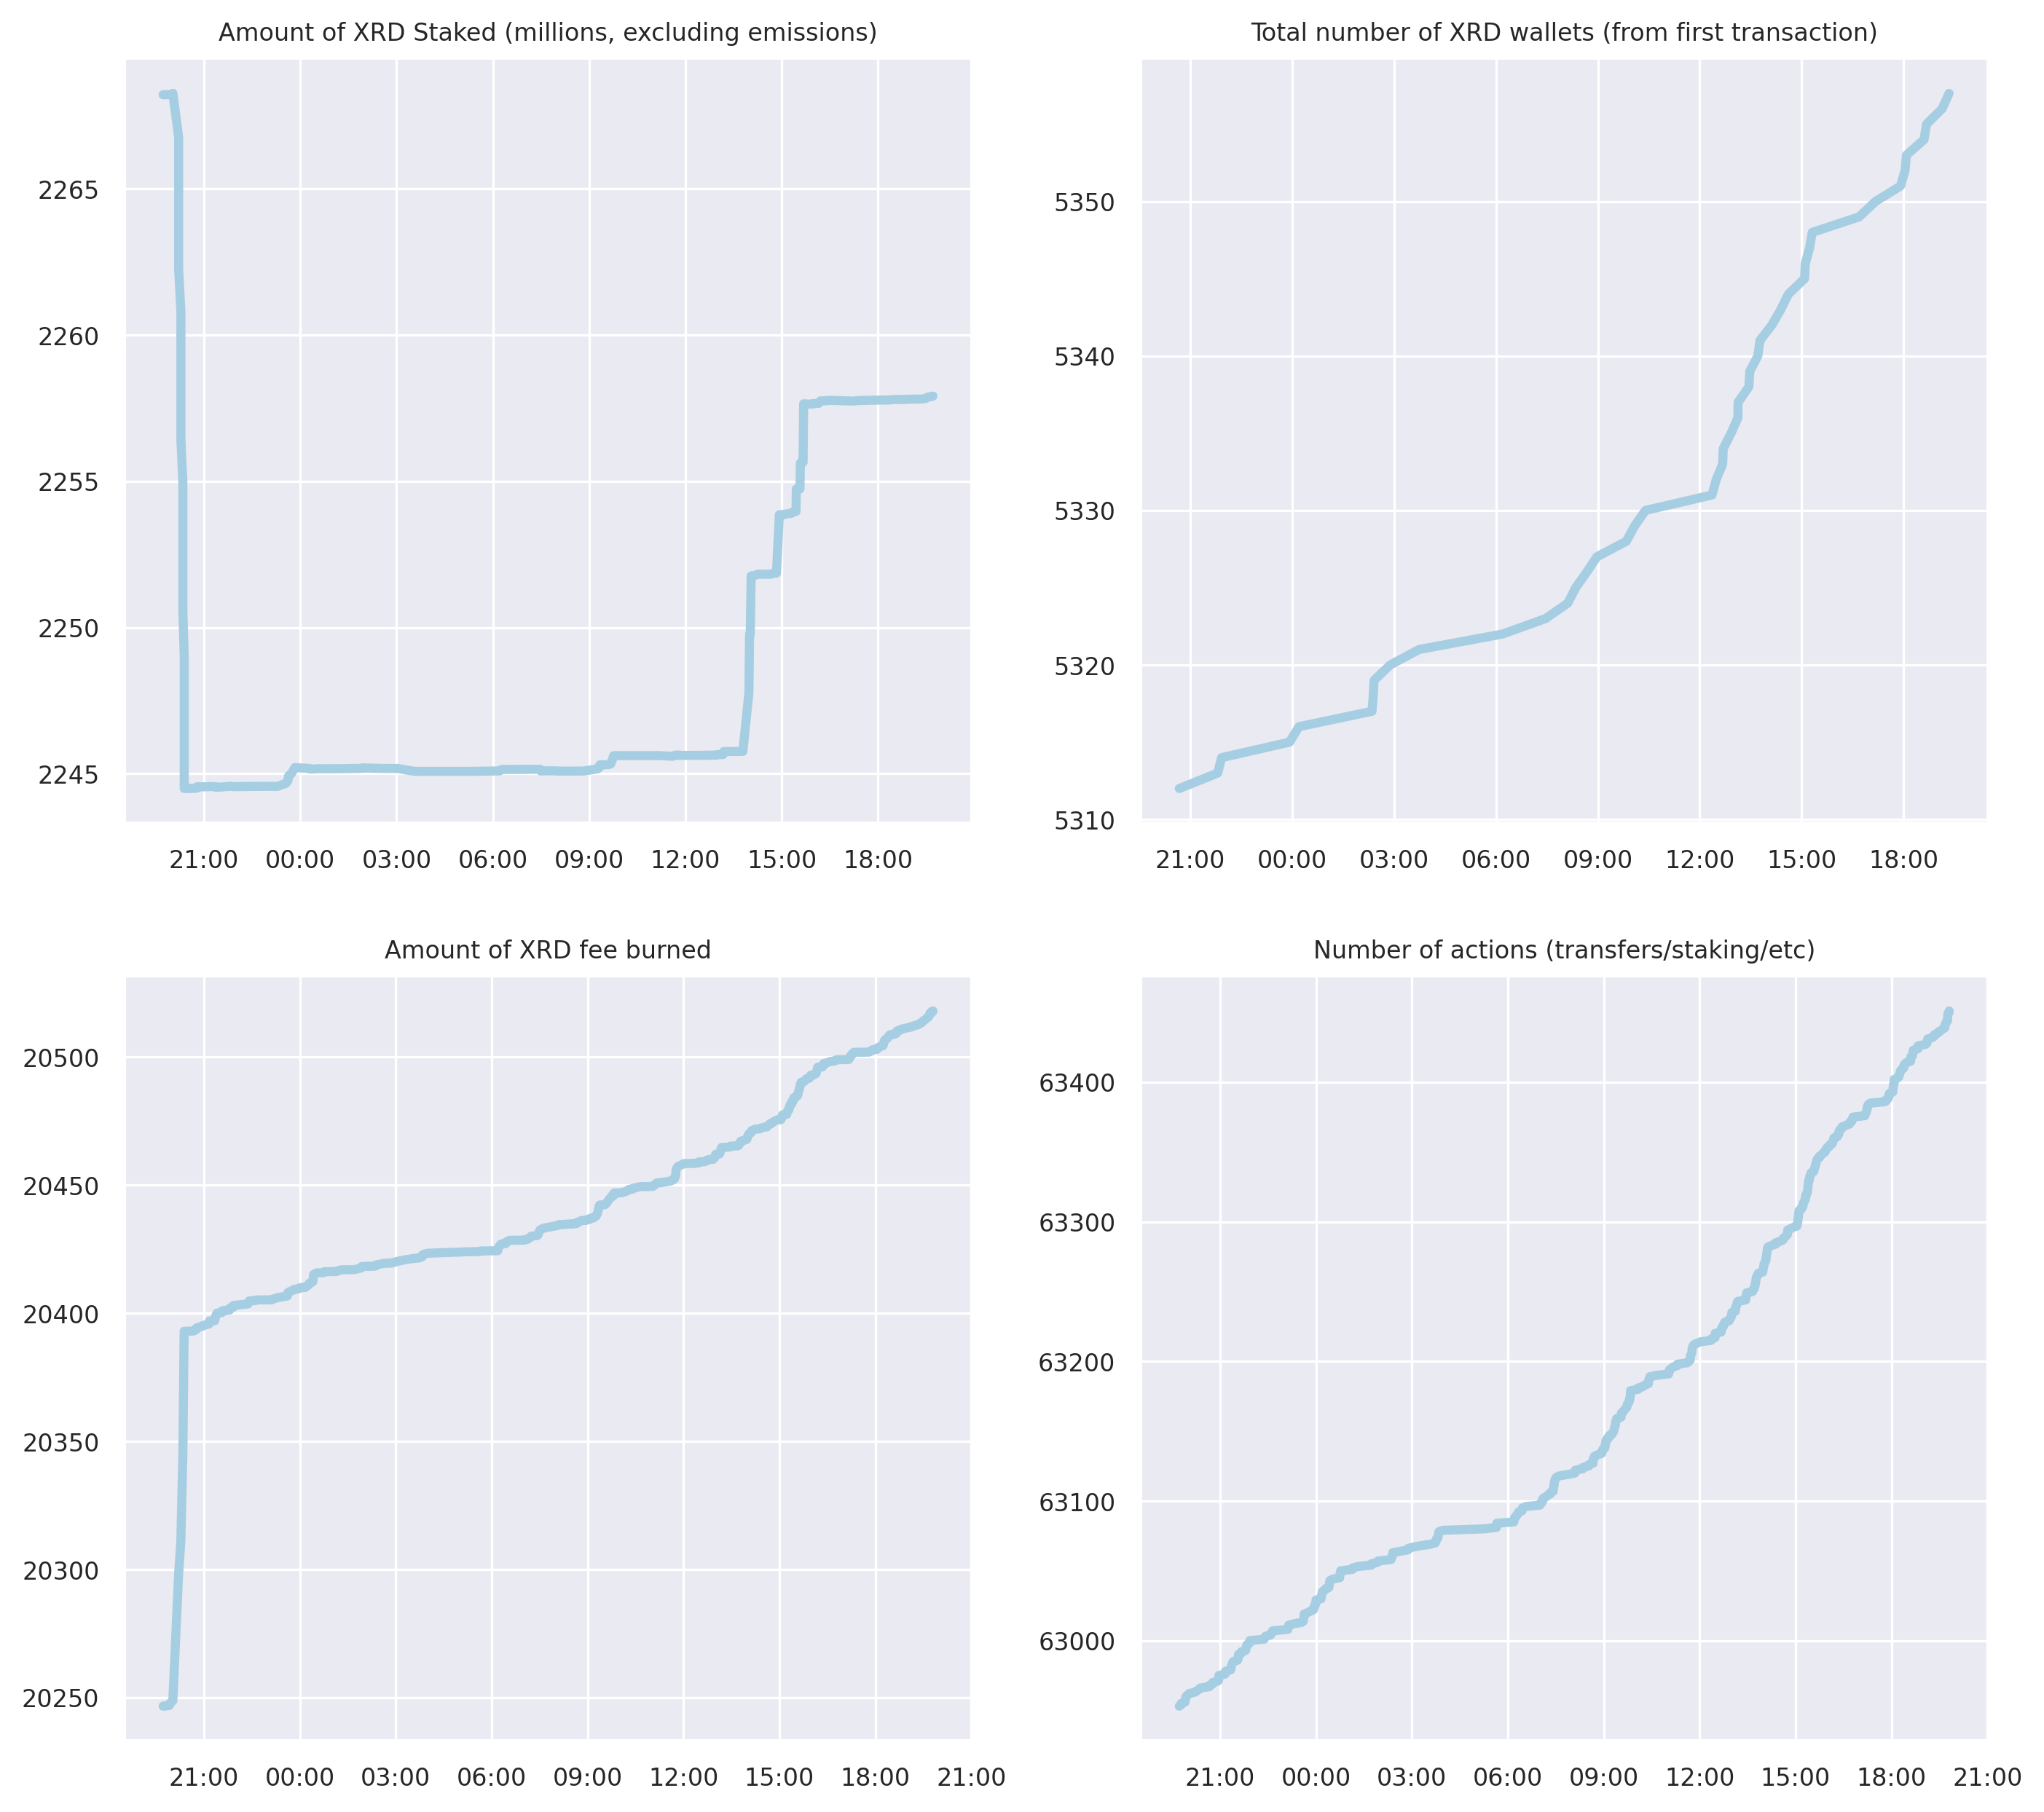 Amount of XRD Staked (millions, excluding emissions)
2265
2260
2255
2250
2245
21:00 00:00 03:00 06:00 09:00 12:00 15:00 18:00
Total number of XRD wallets (from first transaction)
5350
5340
5330
5320
5310
21:00 00:00 03:00 06:00 09:00 12:00 15:00 18:00
Amount of XRD fee burned
20500
20450
20400
20350
20300
20250
21:00 00:00 03:00 06:00 09:00 12:00 15:00 18:00 21:00
Number of actions (transfers/staking/etc)
63400
63300
63200
63100
63000
21:00 00:00 03:00 06:00 09:00 12:00 15:00 18:00 21:00